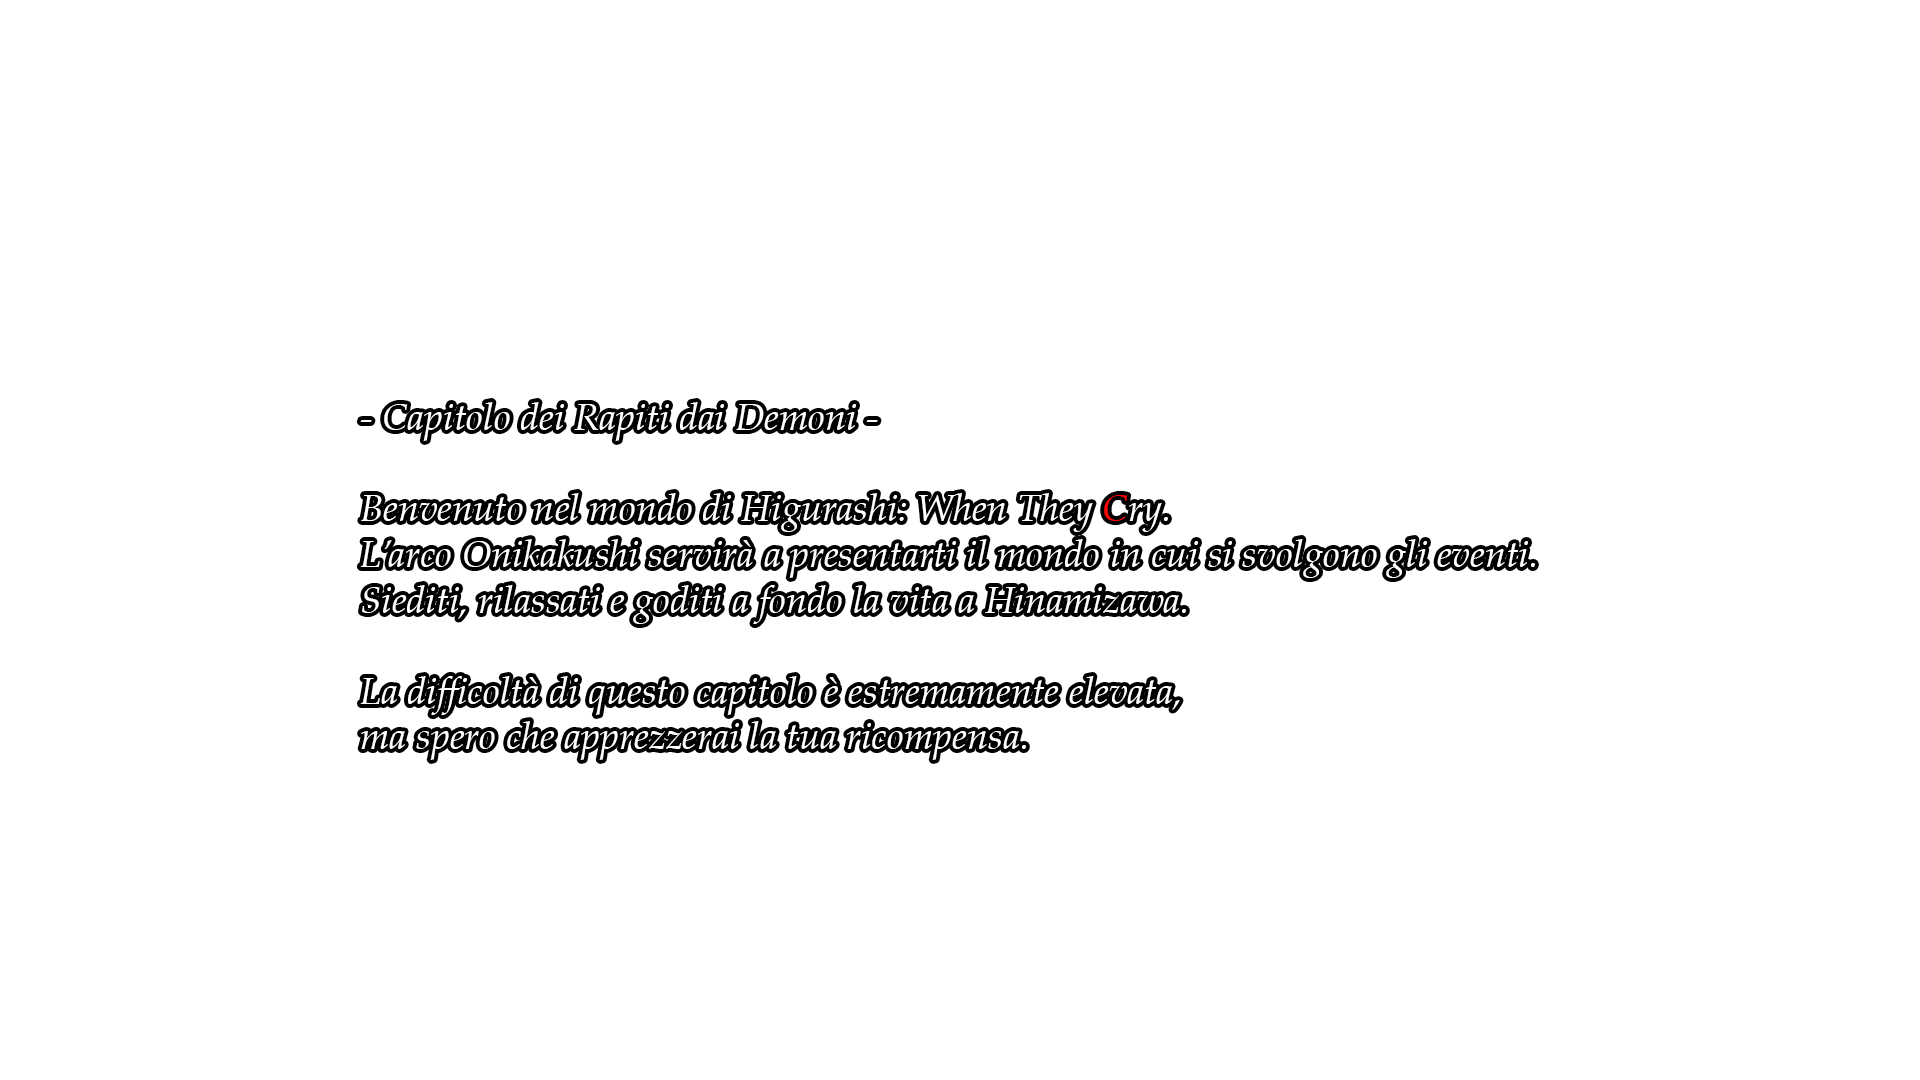 - Capitolo dei Rapiti dai Demoni -
Benvenuto nel mondo di Higurashi: When They Cry.
L'arco Onikakushi servirà a presentarti il mondo in cui si svolgono gli eventi.
Siediti, rilassati e goditi a fondo la vita a Hinamizawa.
La difficoltà di questo capitolo è estremamente elevata,
ma spero che apprezzerai la tua ricompensa.